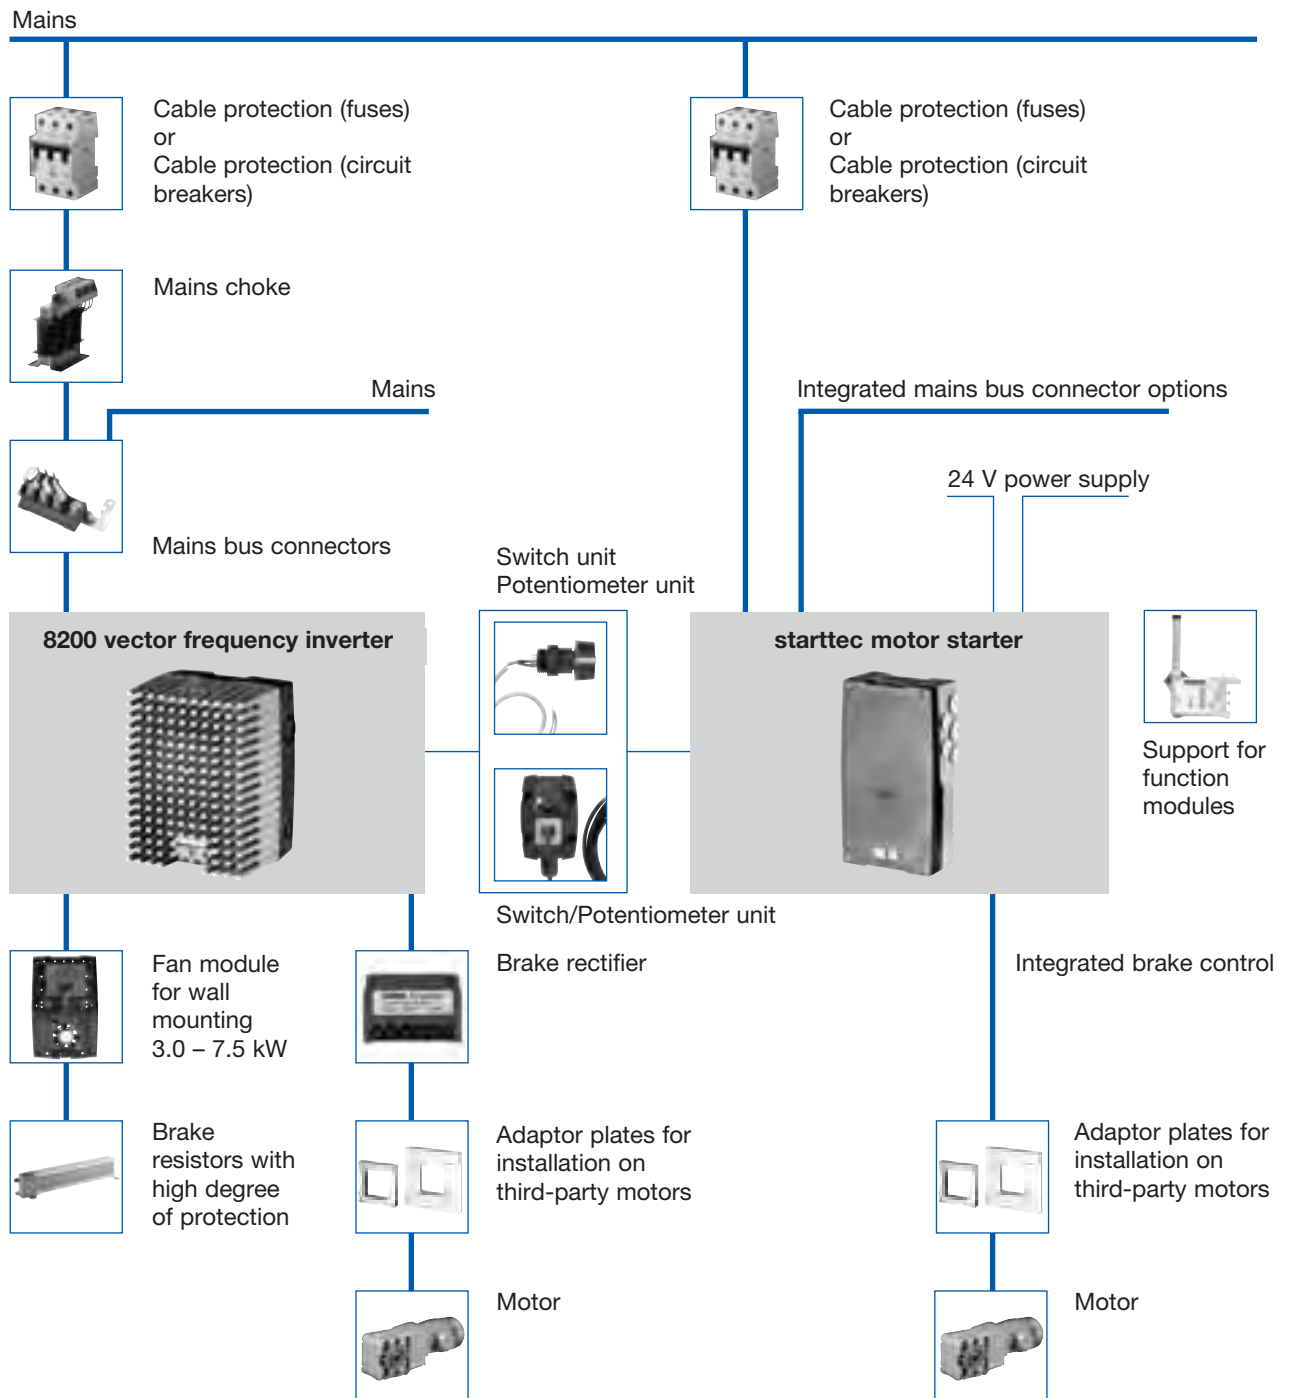 Mains
Cable protection (fuses)
or
Cable protection (circuit
breakers)
Cable protection (fuses)
or
Cable protection (circuit
breakers)
Mains choke
Mains
Integrated mains bus connector options
24 V power supply
Mains bus connectors
Switch unit
Potentiometer unit
8200 vector frequency inverter
starttec motor starter
Support for
function
modules
Switch/Potentiometer unit
Fan module
for wall
mounting
3.0 – 7.5 kW
Brake rectifier
Integrated brake control
Brake
resistors with
high degree
of protection
Adaptor plates for
installation on
third-party motors
Adaptor plates for
installation on
third-party motors
Motor
Motor